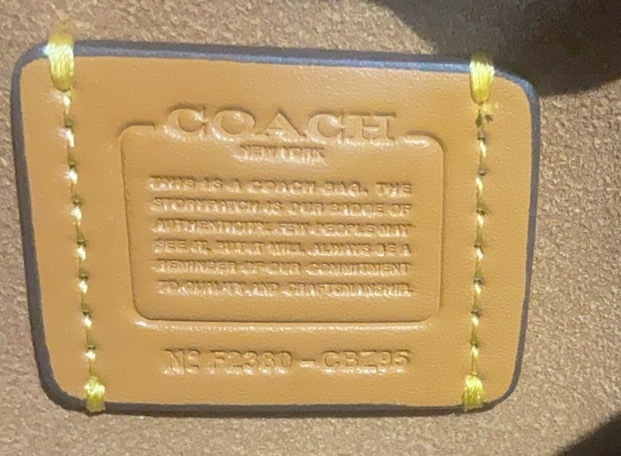 COACH
NEW YORK
THIS IS A COACH BAG. THE
STORYPATCH IS OUR BADGE OF
AUTHENTICITY. FEW PEOPLE MAY
SEE IT, BUT IT WILL ALWAYS BE A
REMINDER OF OUR COMMITMENT
TO QUALITY AND CRAFTSMANSHIP.
Nº F2380 - CBZ95